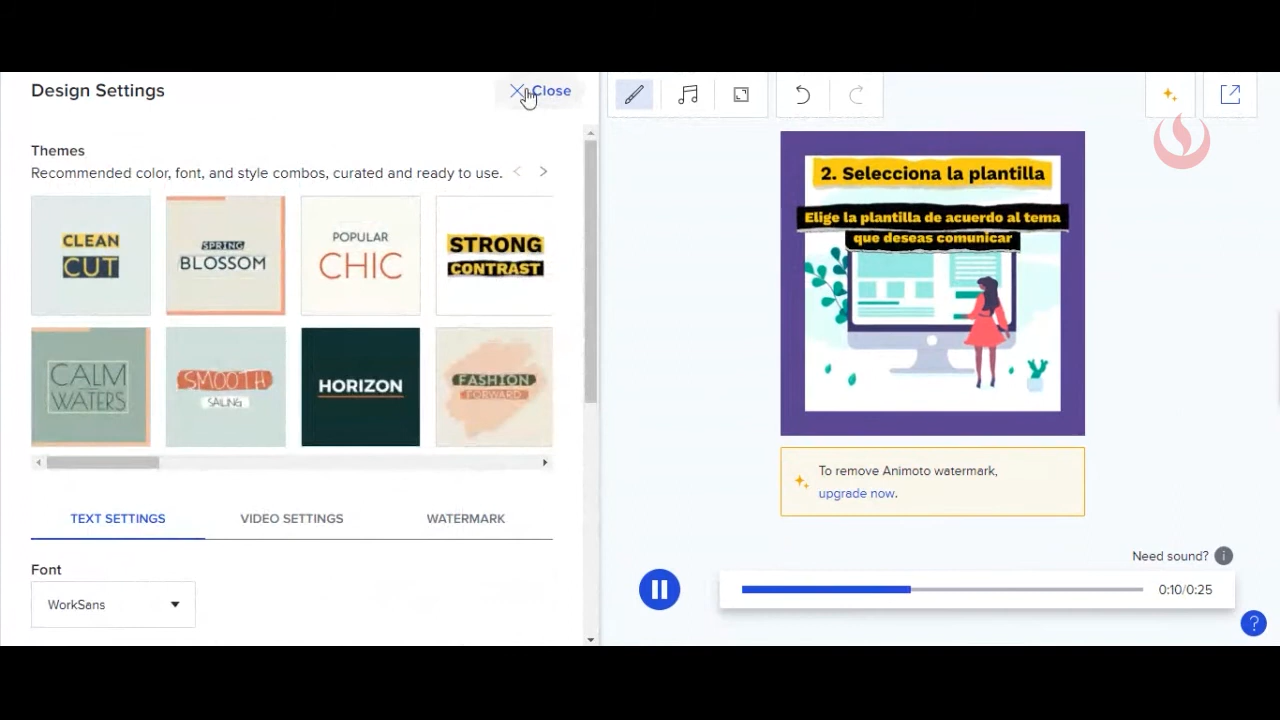 Design Settings
Close
Themes
Recommended color, font, and style combos, curated and ready to use.
CLEAN
CUT
SPRING
BLOSSOM
POPULAR
CHIC
STRONG
CONTRAST
CALM
WATERS
SMOOTH
SAILING
HORIZON
FASHION
FORWARD
TEXT SETTINGS
VIDEO SETTINGS
WATERMARK
Font
WorkSans
2. Selecciona la plantilla
Elige la plantilla de acuerdo al tema
que deseas comunicar
To remove Animoto watermark,
upgrade now.
Need sound? i
0:10/0:25
?